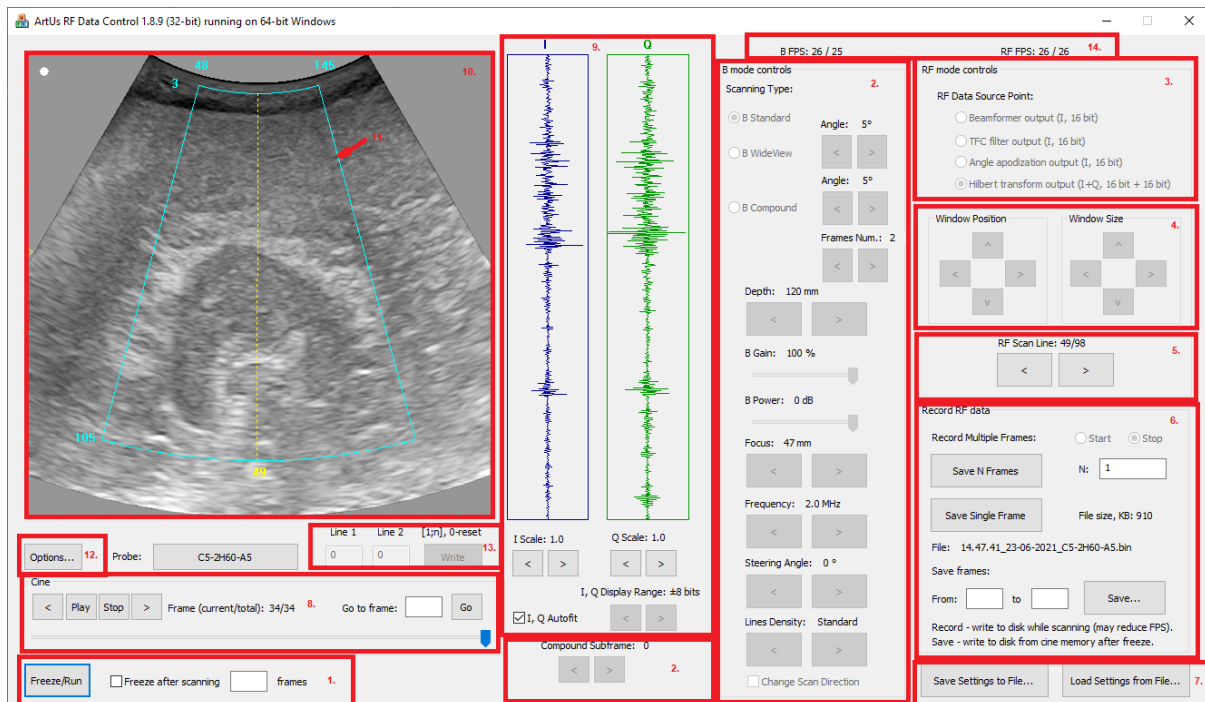 ArtUs RF Data Control 1.8.9 (32-bit) running on 64-bit Windows
10.
48 145
3
11.
105
49
12.
Options...
Probe: C5-2H60-A5
Line 1 Line 2 [1;n], 0-reset
0 0 Write
13.
Cine
< Play Stop > Frame (current/total): 34/34 8. Go to frame: Go
Freeze/Run Freeze after scanning frames 1.
I 9. Q
I Scale: 1.0 Q Scale: 1.0
< > < >
I, Q Display Range: ±8 bits
I, Q Autofit < >
Compound Subframe: 0
< > 2.
B FPS: 26 / 25 RF FPS: 26 / 26 14.
B mode controls 2.
Scanning Type:
B Standard Angle: 5°
< >
B WideView
Angle: 5°
B Compound < >
Frames Num.: 2
< >
Depth: 120 mm
< >
B Gain: 100 %
B Power: 0 dB
Focus: 47 mm
< >
Frequency: 2.0 MHz
< >
Steering Angle: 0 °
< >
Lines Density: Standard
< >
Change Scan Direction
RF mode controls 3.
RF Data Source Point:
Beamformer output (I, 16 bit)
TFC filter output (I, 16 bit)
Angle apodization output (I, 16 bit)
Hilbert transform output (I+Q, 16 bit + 16 bit)
Window Position Window Size 4.
^ ^
< > < >
v v
RF Scan Line: 49/98 5.
< >
Record RF data 6.
Record Multiple Frames: Start Stop
Save N Frames N: 1
Save Single Frame File size, KB: 910
File: 14.47.41_23-06-2021_C5-2H60-A5.bin
Save frames:
From: to Save...
Record - write to disk while scanning (may reduce FPS).
Save - write to disk from cine memory after freeze.
Save Settings to File... Load Settings from File... 7.